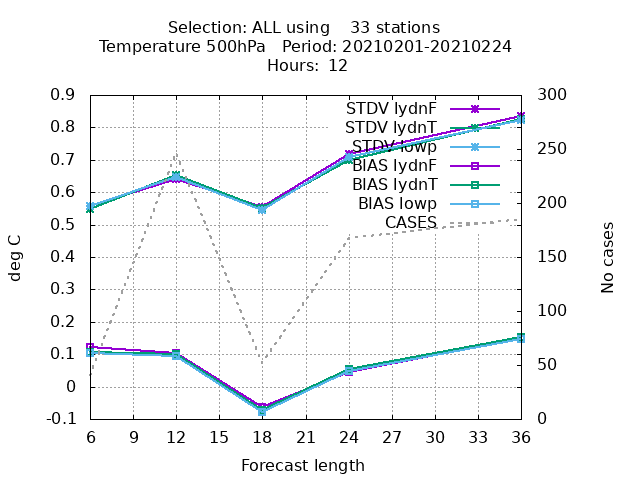 Selection: ALL using    33 stations
Temperature 500hPa   Period: 20210201-20210224
Hours: 12
0.9
0.8
0.7
0.6
0.5
0.4
0.3
0.2
0.1
0
-0.1
300
250
200
150
100
50
0
STDV lydnF
STDV lydnT
STDV lowp
BIAS lydnF
BIAS lydnT
BIAS lowp
CASES
deg C
No cases
6 9 12 15 18 21 24 27 30 33 36
Forecast length